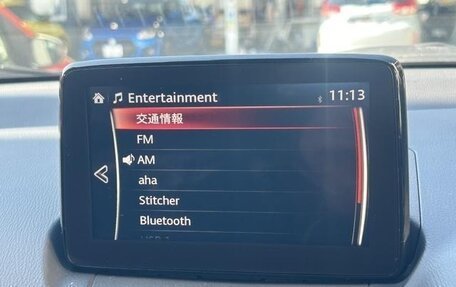 Entertainment 11:13
交通情報
FM
AM
aha
Stitcher
Bluetooth